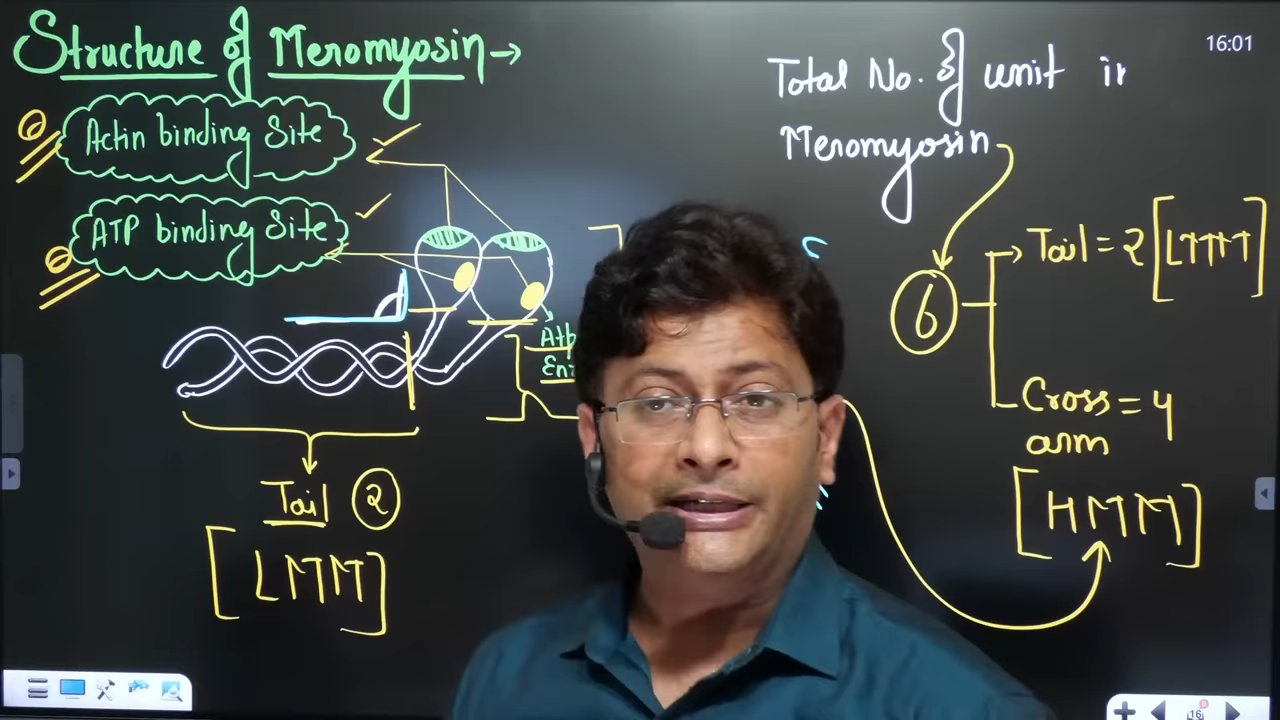 Structure of Meromyosin →
Actin binding Site
ATP binding Site
Tail ②
[LMM]
Total No. of unit in
Meromyosin
⑥
Tail = 2 [LMM]
Cross = 4
arm
[HMM]
16:01
16